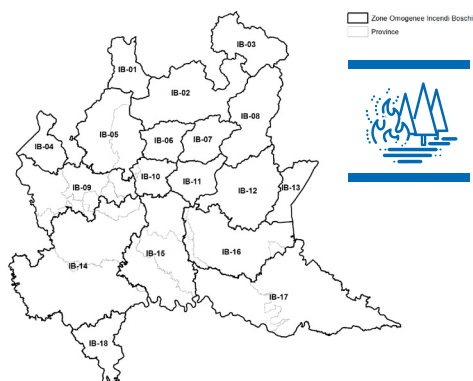 Zone Omogenee Incendi Boschi
Province
IB-01
IB-03
IB-02
IB-08
IB-05
IB-04
IB-06
IB-07
IB-09
IB-10
IB-11
IB-12
IB-13
IB-14
IB-15
IB-16
IB-17
IB-18